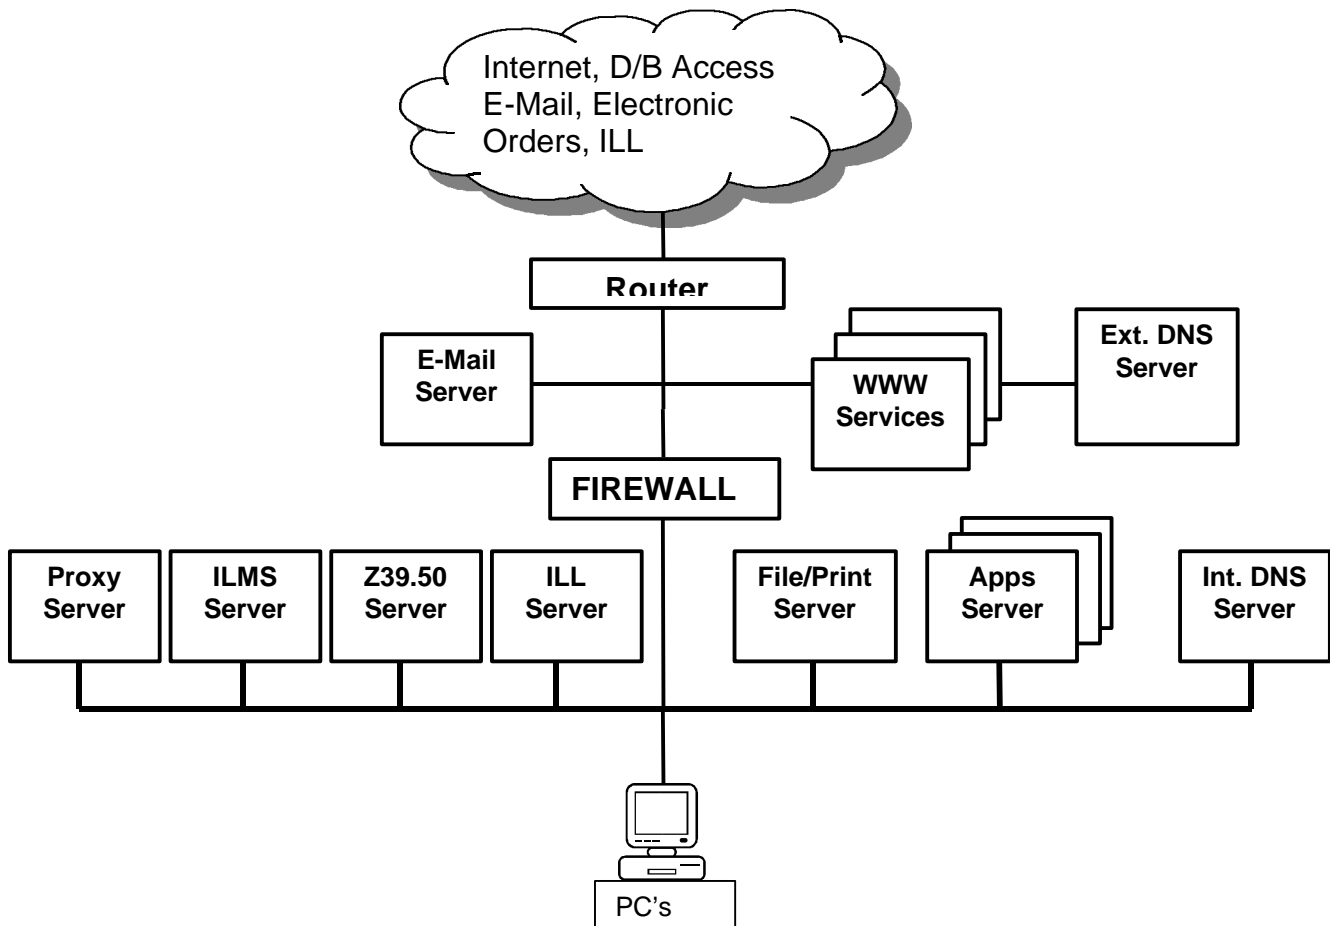 Internet, D/B Access
E-Mail, Electronic
Orders, ILL
Router
E-Mail
Server
WWW
Services
Ext. DNS
Server
FIREWALL
Proxy
Server
ILMS
Server
Z39.50
Server
ILL
Server
File/Print
Server
Apps
Server
Int. DNS
Server
PC's